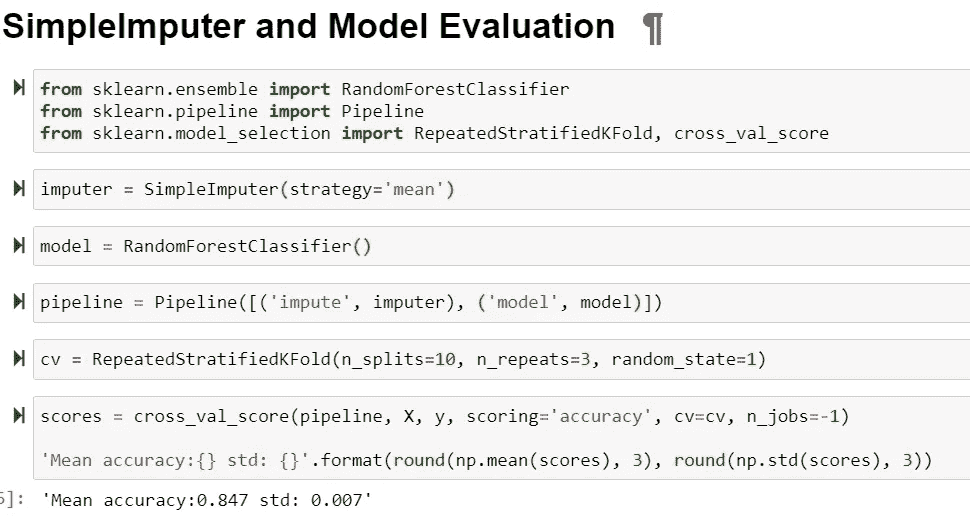 SimpleImputer and Model Evaluation ¶
from sklearn.ensemble import RandomForestClassifier
from sklearn.pipeline import Pipeline
from sklearn.model_selection import RepeatedStratifiedKFold, cross_val_score
imputer = SimpleImputer(strategy='mean')
model = RandomForestClassifier()
pipeline = Pipeline([('impute', imputer), ('model', model)])
cv = RepeatedStratifiedKFold(n_splits=10, n_repeats=3, random_state=1)
scores = cross_val_score(pipeline, X, y, scoring='accuracy', cv=cv, n_jobs=-1)
'Mean accuracy:{} std: {}'.format(round(np.mean(scores), 3), round(np.std(scores), 3))
]: 'Mean accuracy:0.847 std: 0.007'